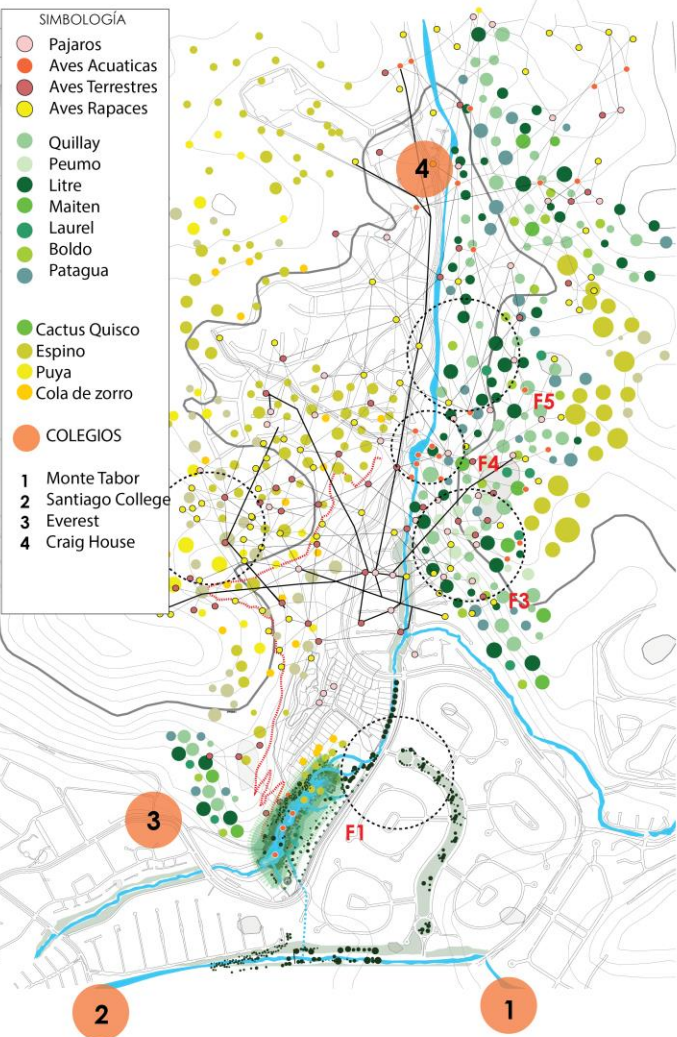 SIMBOLOGÍA
Pajaros
Aves Acuaticas
Aves Terrestres
Aves Rapaces
Quillay
Peumo
Litre
Maiten
Laurel
Boldo
Patagua
Cactus Quisco
Espino
Puya
Cola de zorro
COLEGIOS
1 Monte Tabor
2 Santiago College
3 Everest
4 Craig House
4
F5
F4
F3
F1
3
2
1